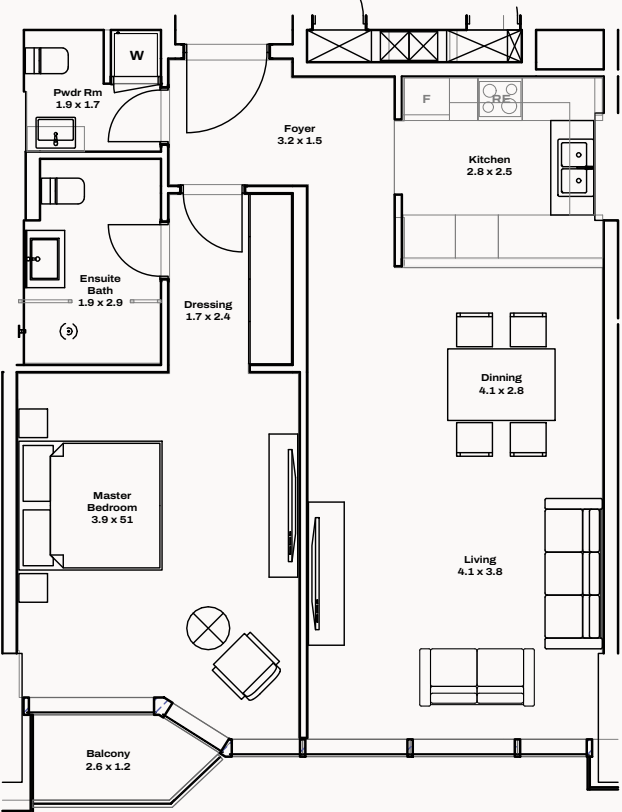 W
Pwdr Rm
1.9 x 1.7
Foyer
3.2 x 1.5
F
RE
Kitchen
2.8 x 2.5
Ensuite
Bath
1.9 x 2.9
Dressing
1.7 x 2.4
Dinning
4.1 x 2.8
Master
Bedroom
3.9 x 51
Living
4.1 x 3.8
Balcony
2.6 x 1.2